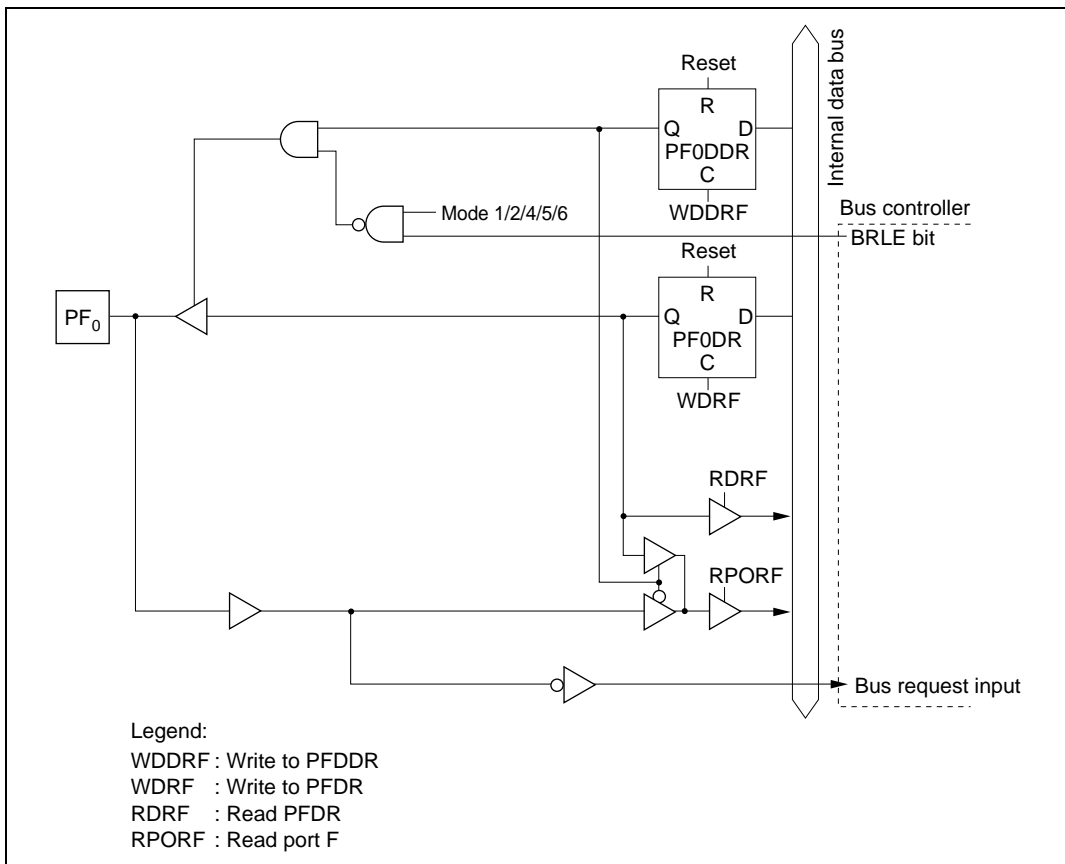 Reset
R
Q D
PF0DDR
C
WDDRF
Internal data bus
Mode 1/2/4/5/6
Bus controller
BRLE bit
Reset
R
Q D
PF0DR
C
WDRF
PF0
RDRF
RPORF
Bus request input
Legend:
WDDRF : Write to PFDDR
WDRF : Write to PFDR
RDRF : Read PFDR
RPORF : Read port F